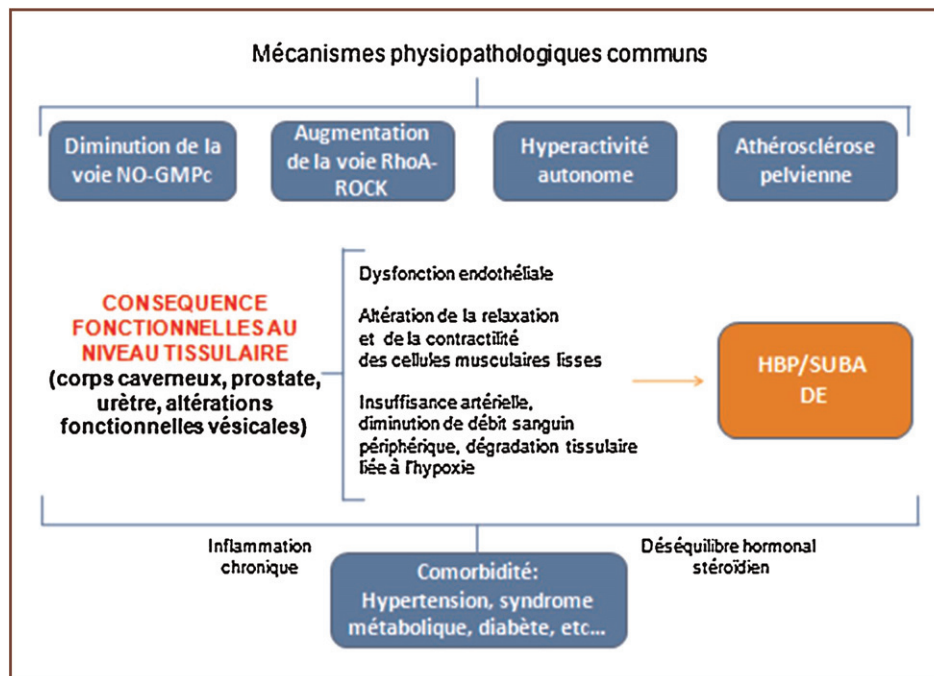 Mécanismes physiopathologiques communs
Diminution de la
voie NO-GMPc
Augmentation
de la voie RhoA-
ROCK
Hyperactivité
autonome
Athérosclérose
pelvienne
CONSEQUENCE
FONCTIONNELLES AU
NIVEAU TISSULAIRE
(corps caverneux, prostate,
urètre, altérations
fonctionnelles vésicales)
Dysfonction endothéliale
Altération de la relaxation
et de la contractilité
des cellules musculaires lisses
Insuffisance artérielle,
diminution de débit sanguin
périphérique, dégradation tissulaire
liée à l'hypoxie
HBP/SUBA
DE
Inflammation
chronique
Déséquilibre hormonal
stéroïdien
Comorbidité:
Hypertension, syndrome
métabolique, diabète, etc...